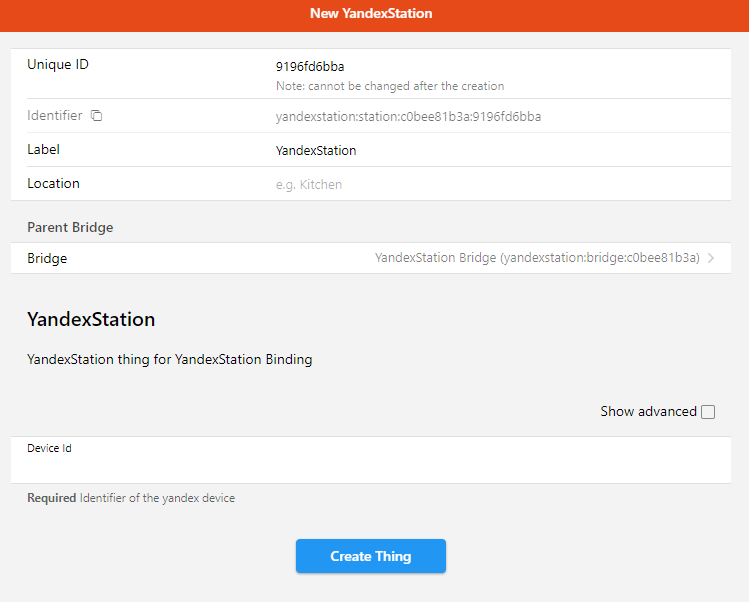 New YandexStation
Unique ID
9196fd6bba
Note: cannot be changed after the creation
Identifier
yandexstation:station:c0bee81b3a:9196fd6bba
Label
YandexStation
Location
e.g. Kitchen
Parent Bridge
Bridge
YandexStation Bridge (yandexstation:bridge:c0bee81b3a)
YandexStation
YandexStation thing for YandexStation Binding
Show advanced
Device Id
Required Identifier of the yandex device
Create Thing